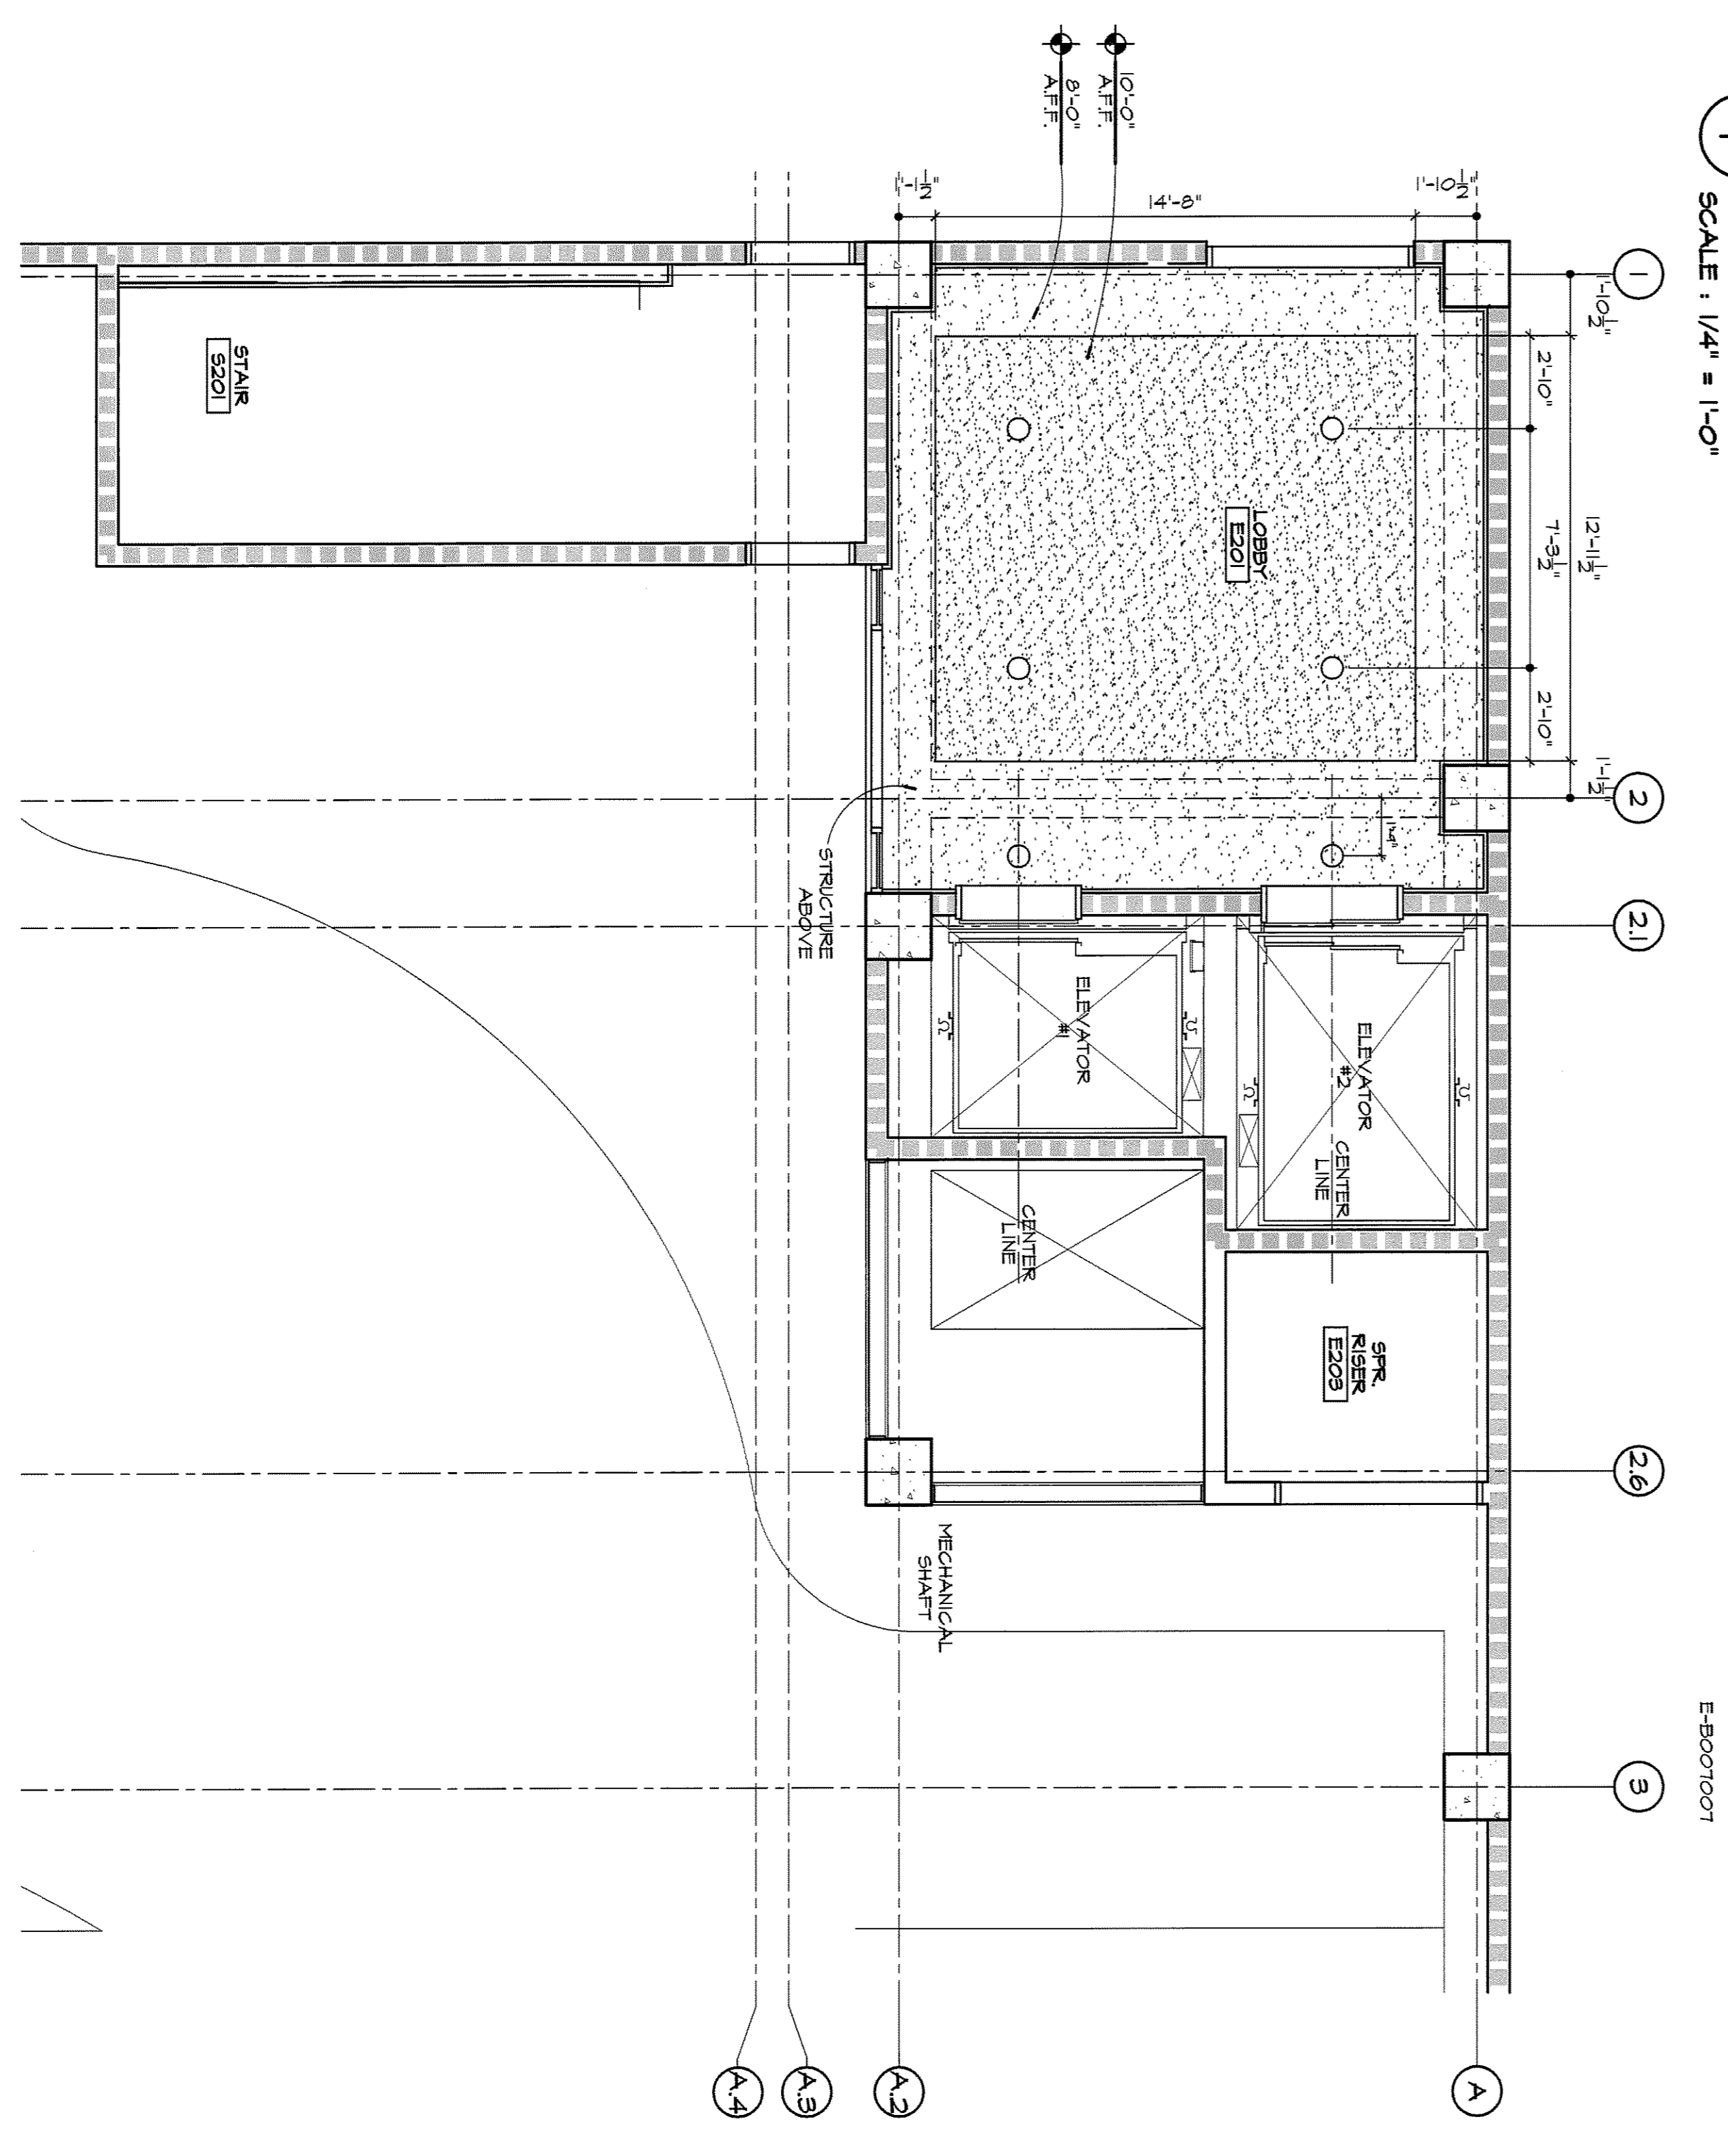 SCALE : 1/4" = 1'-0"
E-B007007
1
2
2.1
2.6
3
1'-10 1/2"
12'-11 1/2"
1'-1 1/2"
2'-10"
7'-3 1/2"
2'-10"
1'-10 1/2"
14'-8"
1'-1 1/2"
10'-0"
A.F.F.
8'-0"
A.F.F.
LOBBY
E201
1'-9"
ELEVATOR
#2
CENTER
LINE
ELEVATOR
#1
CENTER
LINE
SPR.
RISER
E203
STRUCTURE
ABOVE
MECHANICAL
SHAFT
STAIR
S201
A
A.2
A.3
A.4